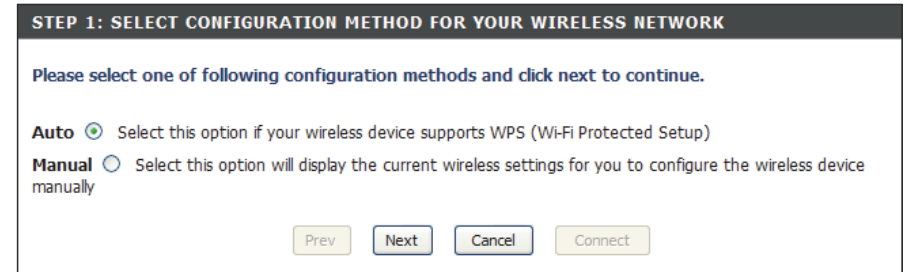 STEP 1: SELECT CONFIGURATION METHOD FOR YOUR WIRELESS NETWORK
Please select one of following configuration methods and click next to continue.
Auto Select this option if your wireless device supports WPS (Wi-Fi Protected Setup)
Manual Select this option will display the current wireless settings for you to configure the wireless device
manually
Prev Next Cancel Connect